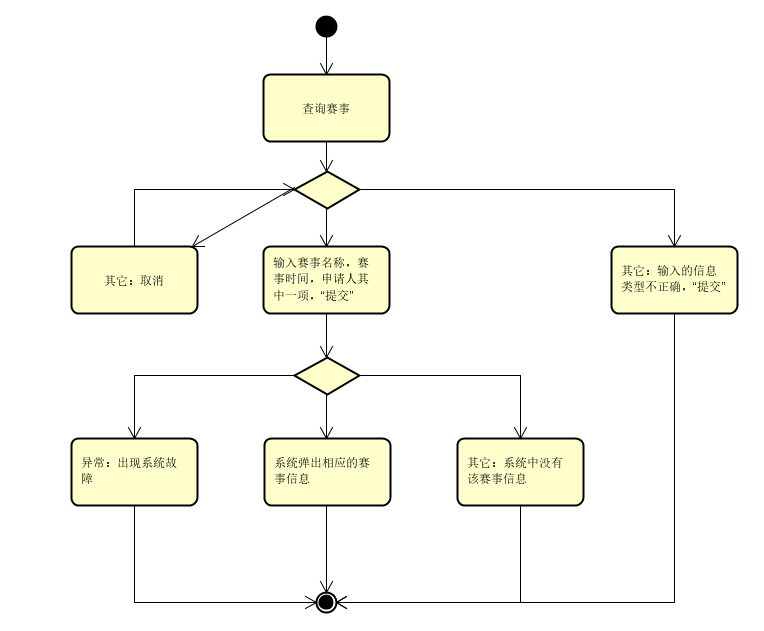 查询赛事
其它：取消
输入赛事名称，赛
事时间，申请人其
中一项，“提交”
其它：输入的信息
类型不正确，“提交”
异常：出现系统故
障
系统弹出相应的赛
事信息
其它：系统中没有
该赛事信息